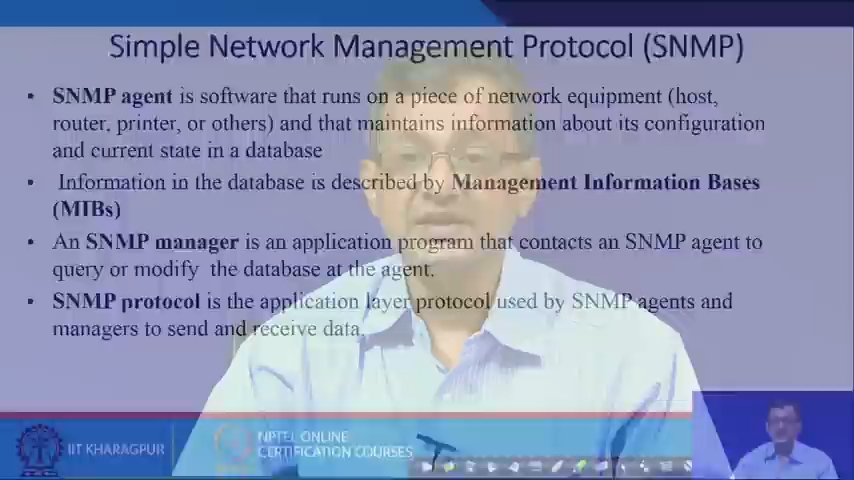 Simple Network Management Protocol (SNMP)
• SNMP agent is software that runs on a piece of network equipment (host,
router, printer, or others) and that maintains information about its configuration
and current state in a database
• Information in the database is described by Management Information Bases
(MIBs)
• An SNMP manager is an application program that contacts an SNMP agent to
query or modify the database at the agent.
• SNMP protocol is the application layer protocol used by SNMP agents and
managers to send and receive data.
IIT KHARAGPUR
NPTEL ONLINE
CERTIFICATION COURSES